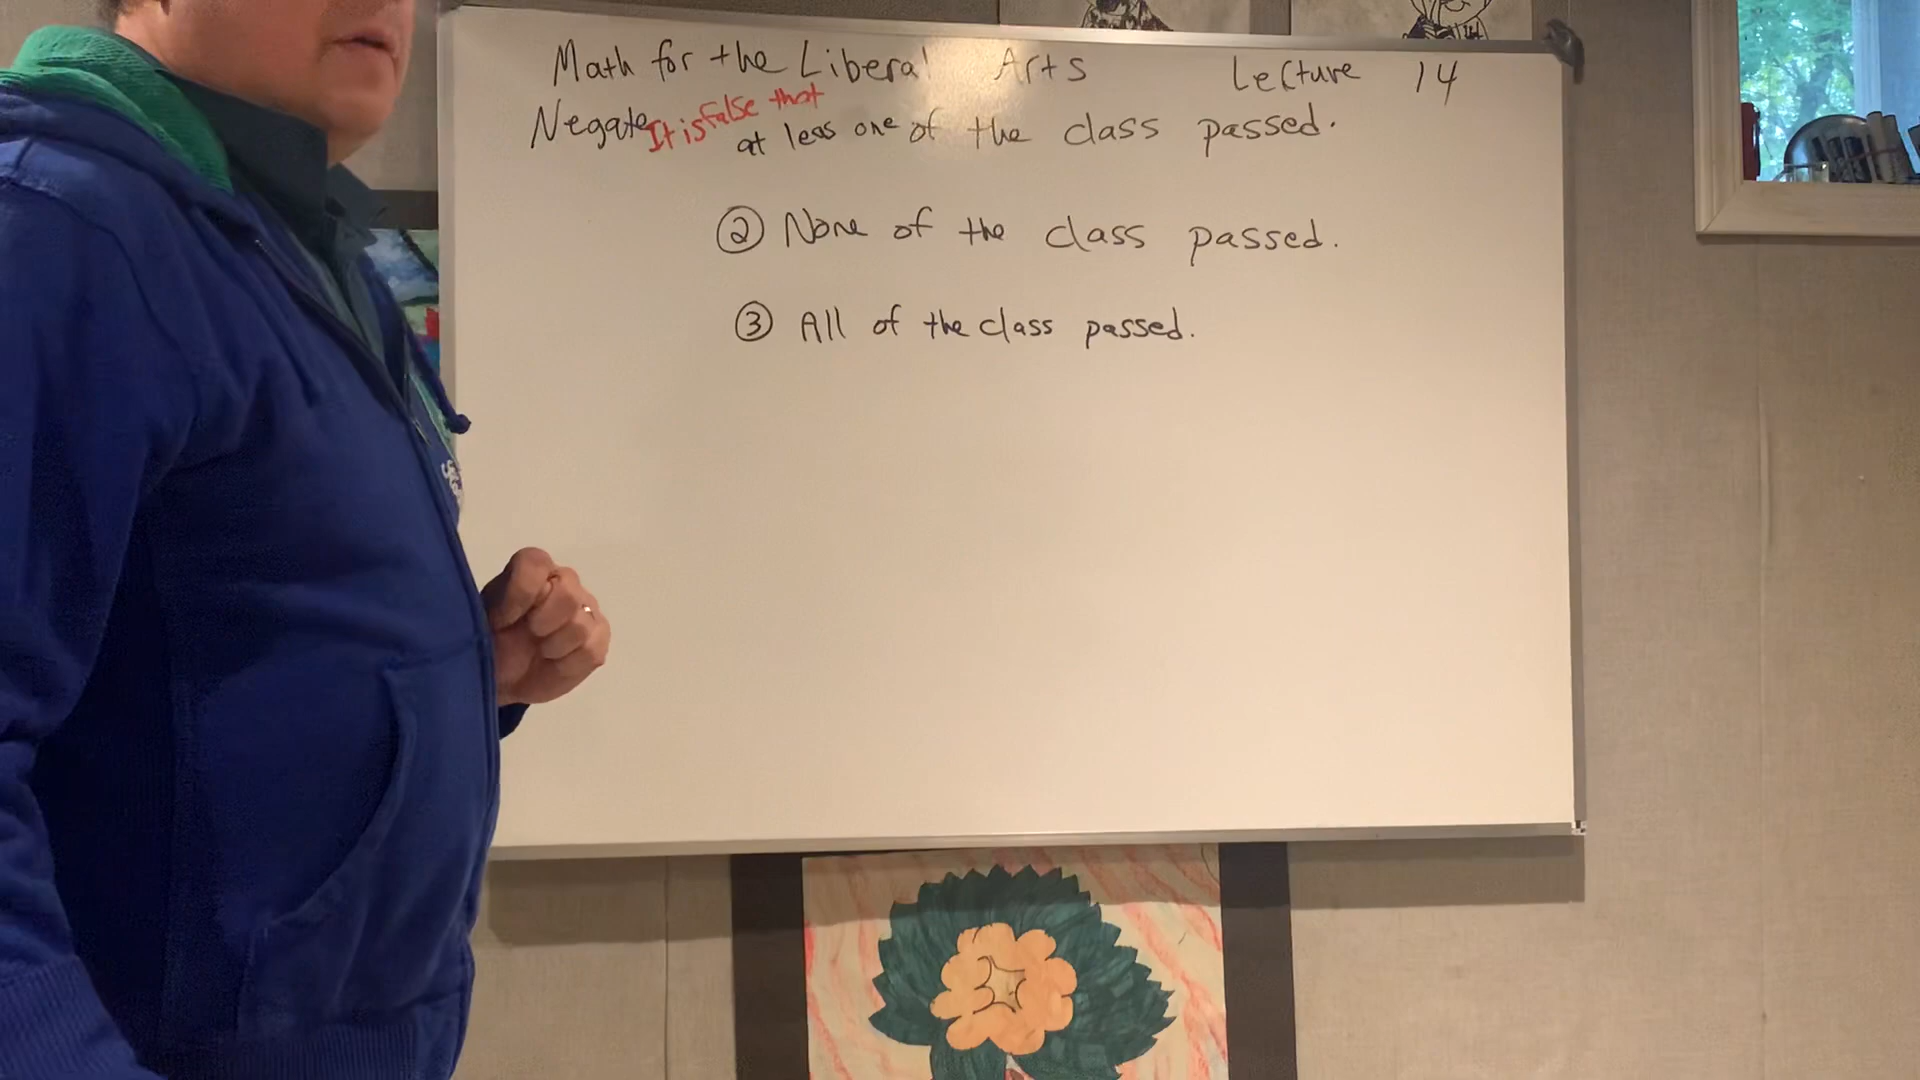 Math for the Liberal Arts Lecture 14
It is false that
Negate at leas one of the class passed.
② None of the class passed.
③ All of the class passed.